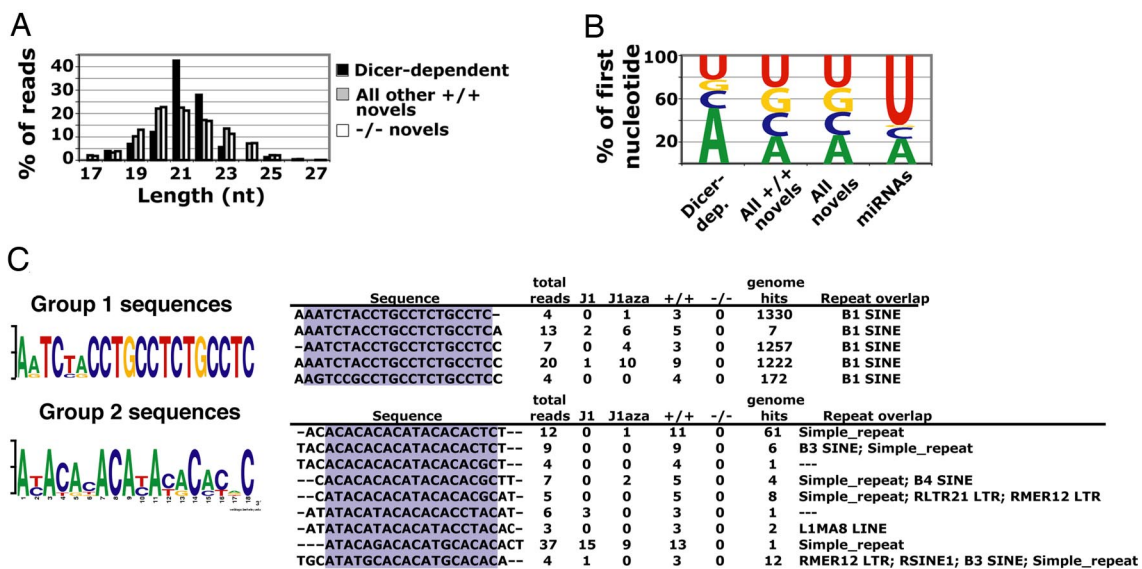 A
% of reads
40
30
20
10
0
17 19 21 23 25 27
Length (nt)
Dicer-dependent
All other +/+ novels
-/- novels
B
% of first nucleotide
100
60
20
U G C A
U G C A
U G C A
U C A
Dicer-dep.
All +/+ novels
All novels
miRNAs
C
Group 1 sequences
Sequence total reads J1 J1aza +/+ -/- genome hits Repeat overlap
AAATCTACCTGCCTCTGCCTC- 4 0 1 3 0 1330 B1 SINE
AAATCTACCTGCCTCTGCCTCA 13 2 6 5 0 7 B1 SINE
-AATCTACCTGCCTCTGCCTCC 7 0 4 3 0 1257 B1 SINE
AAATCTACCTGCCTCTGCCTCC 20 1 10 9 0 1222 B1 SINE
AAGTCCGCCTGCCTCTGCCTCC 4 0 0 4 0 172 B1 SINE
Group 2 sequences
Sequence total reads J1 J1aza +/+ -/- genome hits Repeat overlap
-ACACACACACATACACACTCT-- 12 0 1 11 0 61 Simple_repeat
TACACACACACATACACACTCT-- 9 0 0 9 0 6 B3 SINE; Simple_repeat
TACACACACACATACACACGCT-- 4 0 0 4 0 1 ---
--CACACACACATACACACGCTT- 7 0 2 5 0 4 Simple_repeat; B4 SINE
--CATACACACATACACACGCAC- 5 0 0 5 0 8 Simple_repeat; RLTR21 LTR; RMER12 LTR
--ATATACATACACACACCTACAT- 6 3 0 3 0 1 ---
-ATATACATACACACATACCTACAC- 3 0 0 3 0 2 L1MA8 LINE
---ATACAGACACATGCACACACT 37 15 9 13 0 1 Simple_repeat
TGCATATGCACACATGCACACA-- 4 1 0 3 0 12 RMER12 LTR; RSINE1; B3 SINE; Simple_repeat